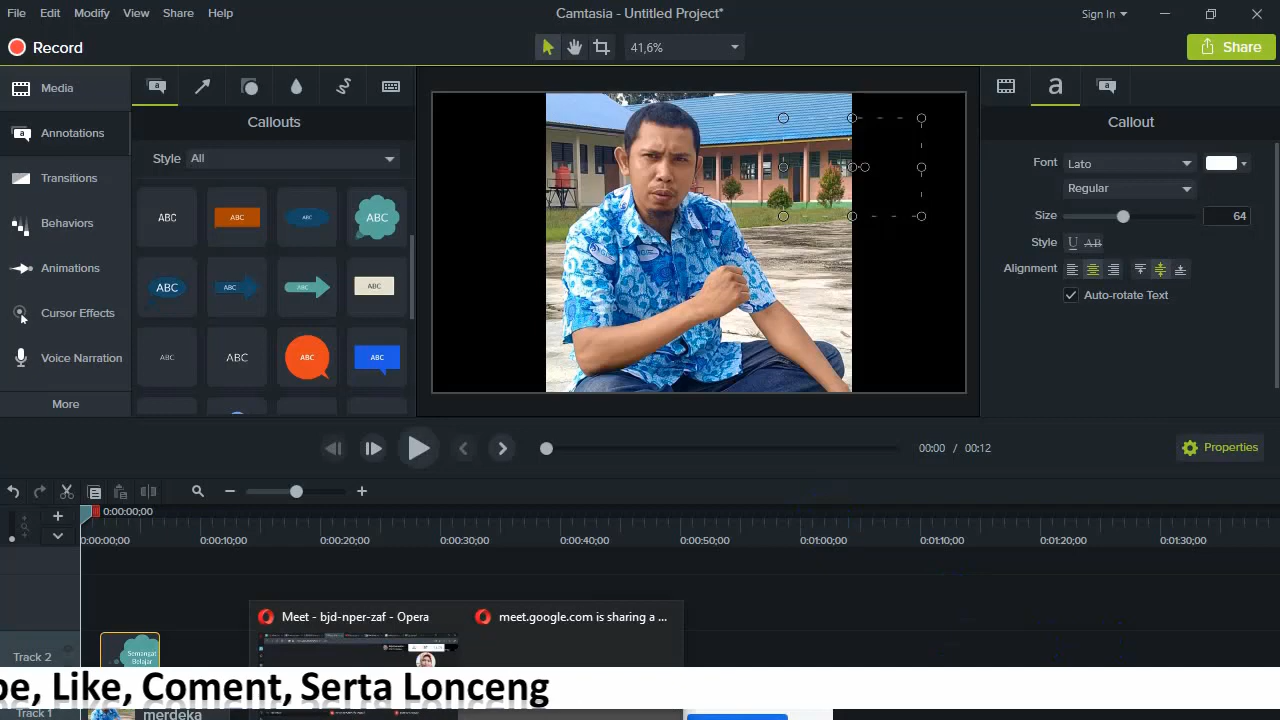 File Edit Modify View Share Help
Camtasia - Untitled Project*
Sign In
Record
41,6%
Share
Media
Annotations
Transitions
Behaviors
Animations
Cursor Effects
Voice Narration
More
Callouts
Style All
ABC ABC ABC ABC
ABC ABC ABC ABC
ABC ABC ABC ABC
a
Callout
Font Lato
Regular
Size 64
Style U AB
Alignment
Auto-rotate Text
00:00 / 00:12
Properties
0:00:00;00
0:00:00;00 0:00:10;00 0:00:20;00 0:00:30;00 0:00:40;00 0:00:50;00 0:01:00;00 0:01:10;00 0:01:20;00 0:01:30;00
Meet - bjd-nper-zaf - Opera
meet.google.com is sharing a ...
Track 2
Semangat
Belajar
be, Like, Coment, Serta Lonceng
Track 1
merdeka